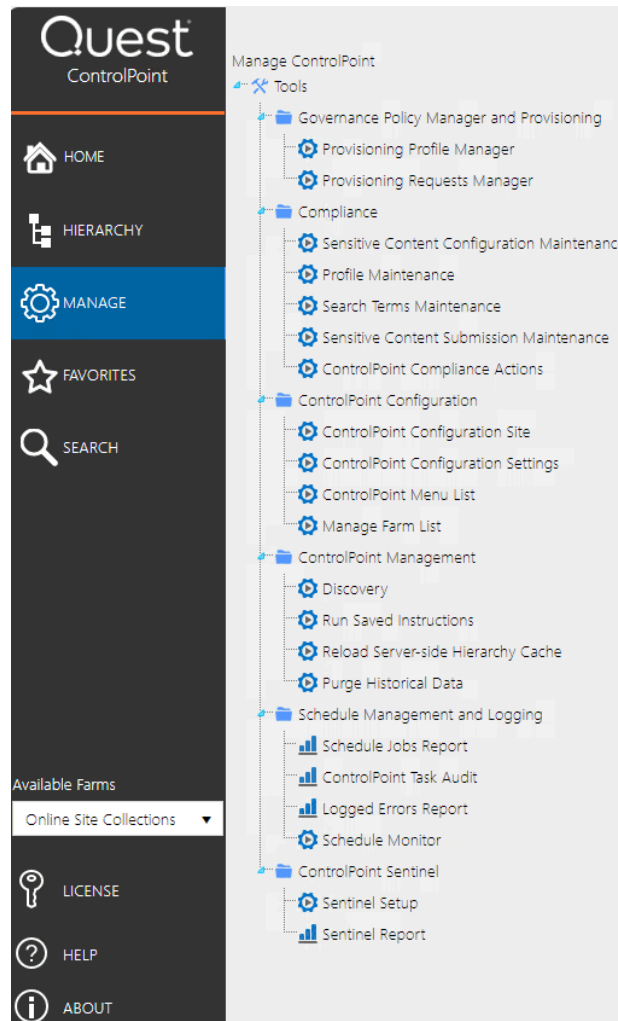 Quest
ControlPoint
HOME
HIERARCHY
MANAGE
FAVORITES
SEARCH
Available Farms
Online Site Collections
LICENSE
HELP
ABOUT
Manage ControlPoint
Tools
Governance Policy Manager and Provisioning
Provisioning Profile Manager
Provisioning Requests Manager
Compliance
Sensitive Content Configuration Maintenanc
Profile Maintenance
Search Terms Maintenance
Sensitive Content Submission Maintenance
ControlPoint Compliance Actions
ControlPoint Configuration
ControlPoint Configuration Site
ControlPoint Configuration Settings
ControlPoint Menu List
Manage Farm List
ControlPoint Management
Discovery
Run Saved Instructions
Reload Server-side Hierarchy Cache
Purge Historical Data
Schedule Management and Logging
Schedule Jobs Report
ControlPoint Task Audit
Logged Errors Report
Schedule Monitor
ControlPoint Sentinel
Sentinel Setup
Sentinel Report